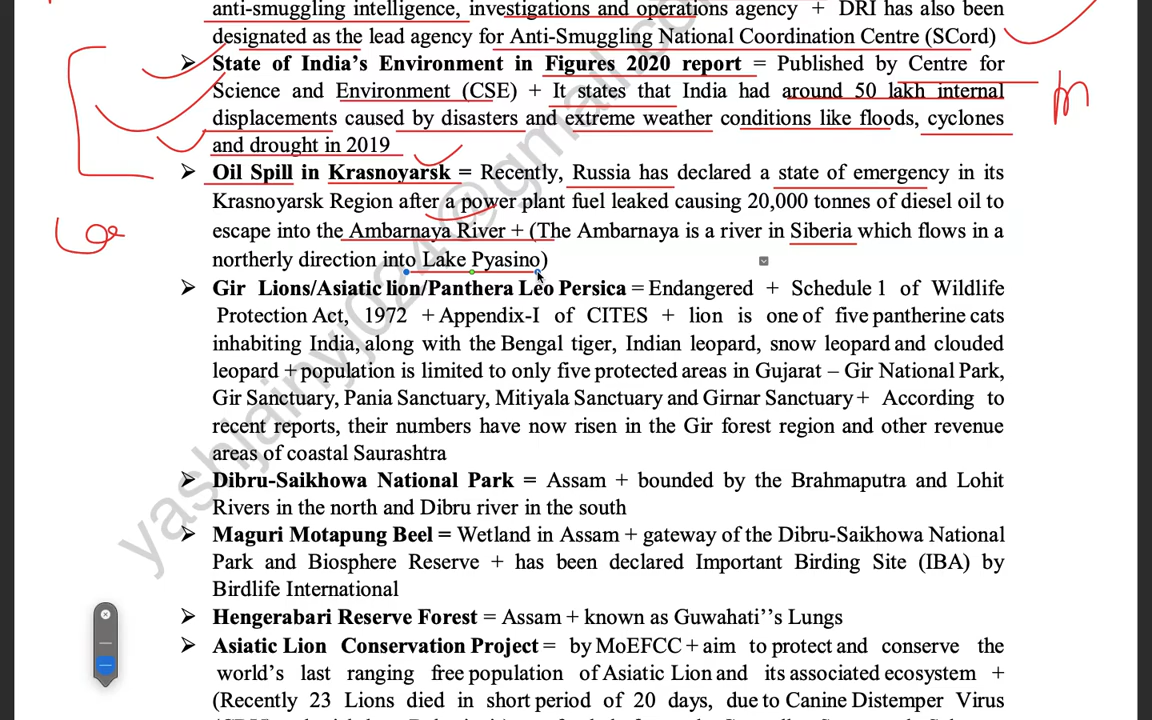 anti-smuggling intelligence, investigations and operations agency + DRI has also been
designated as the lead agency for Anti-Smuggling National Coordination Centre (SCord)
➤ State of India's Environment in Figures 2020 report = Published by Centre for
Science and Environment (CSE) + It states that India had around 50 lakh internal
displacements caused by disasters and extreme weather conditions like floods, cyclones
and drought in 2019
➤ Oil Spill in Krasnoyarsk = Recently, Russia has declared a state of emergency in its
Krasnoyarsk Region after a power plant fuel leaked causing 20,000 tonnes of diesel oil to
escape into the Ambarnaya River + (The Ambarnaya is a river in Siberia which flows in a
northerly direction into Lake Pyasino)
➤ Gir Lions/Asiatic lion/Panthera Leo Persica = Endangered + Schedule 1 of Wildlife
Protection Act, 1972 + Appendix-I of CITES + lion is one of five pantherine cats
inhabiting India, along with the Bengal tiger, Indian leopard, snow leopard and clouded
leopard + population is limited to only five protected areas in Gujarat – Gir National Park,
Gir Sanctuary, Pania Sanctuary, Mitiyala Sanctuary and Girnar Sanctuary + According to
recent reports, their numbers have now risen in the Gir forest region and other revenue
areas of coastal Saurashtra
➤ Dibru-Saikhowa National Park = Assam + bounded by the Brahmaputra and Lohit
Rivers in the north and Dibru river in the south
➤ Maguri Motapung Beel = Wetland in Assam + gateway of the Dibru-Saikhowa National
Park and Biosphere Reserve + has been declared Important Birding Site (IBA) by
Birdlife International
➤ Hengerabari Reserve Forest = Assam + known as Guwahati''s Lungs
➤ Asiatic Lion Conservation Project = by MoEFCC + aim to protect and conserve the
world's last ranging free population of Asiatic Lion and its associated ecosystem +
(Recently 23 Lions died in short period of 20 days, due to Canine Distemper Virus
yashjainyj024@gmail.com